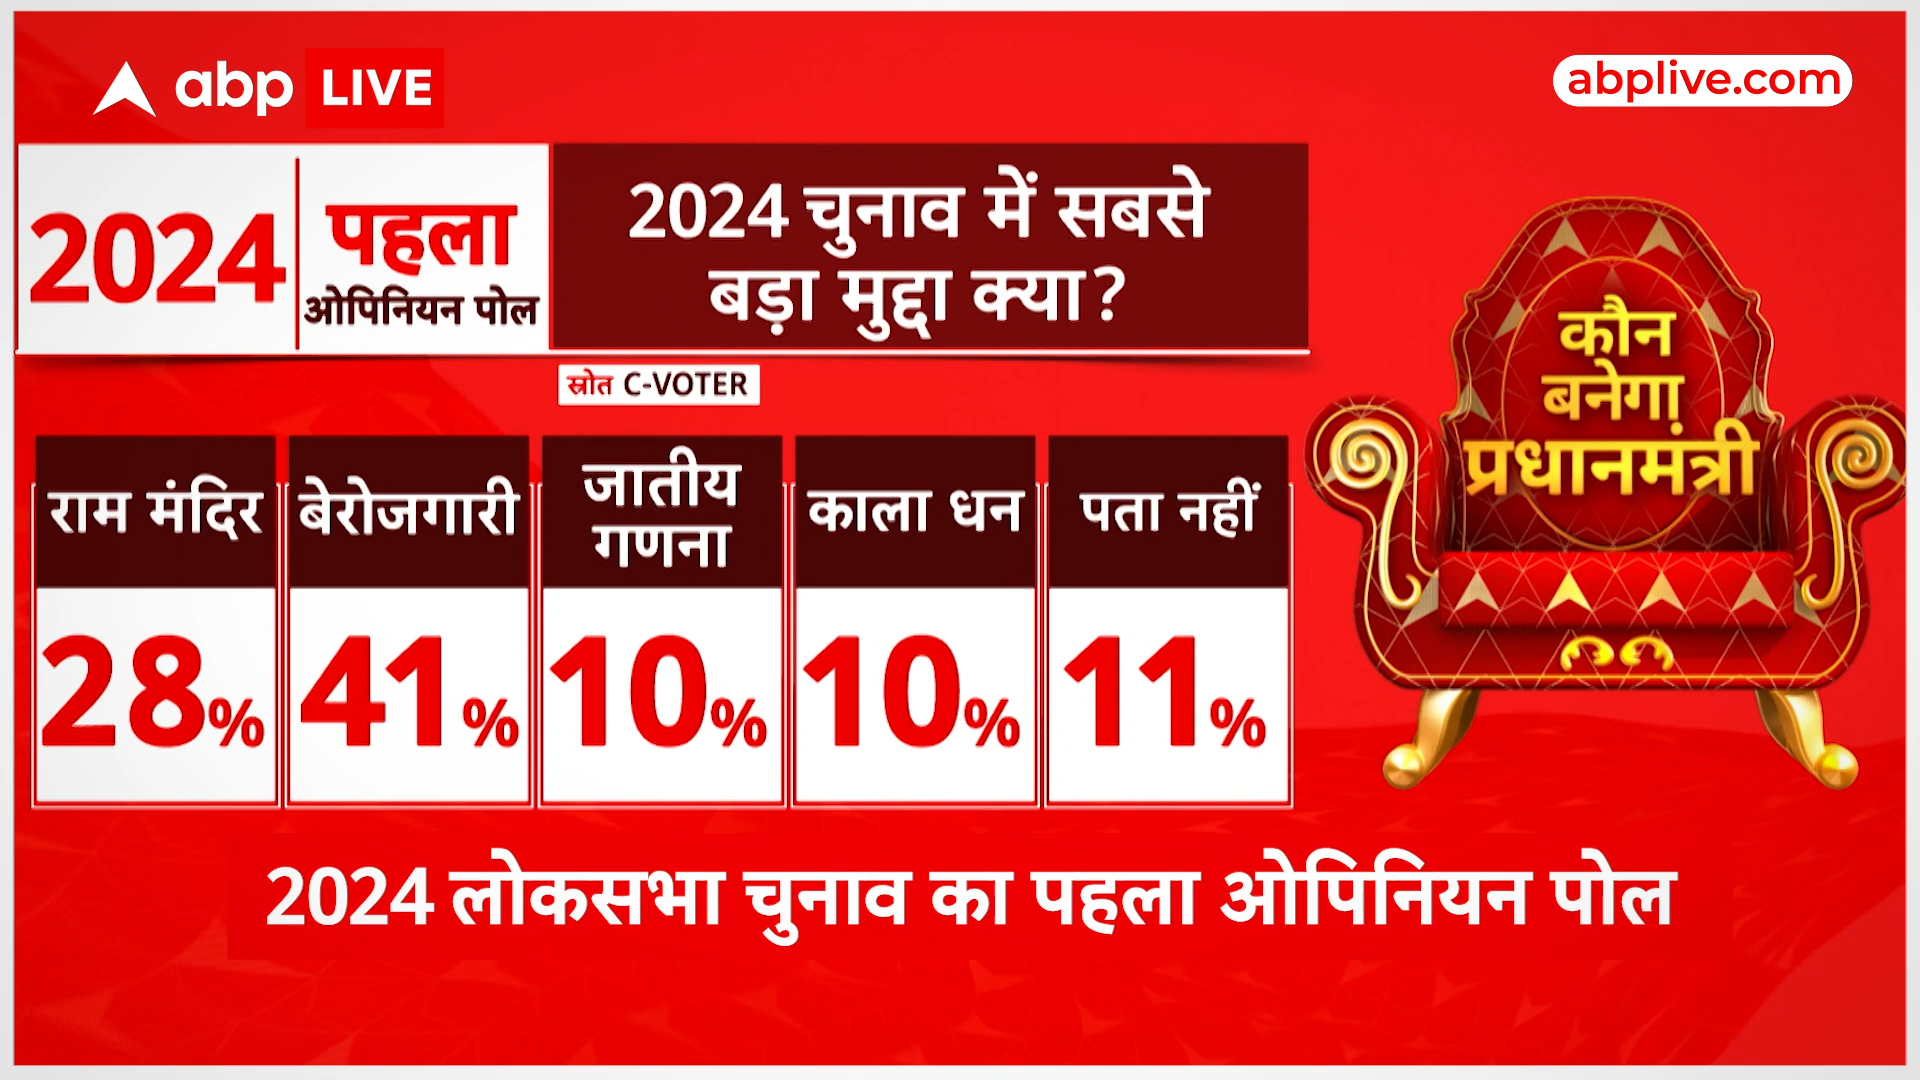 abp LIVE
abplive.com
2024
पहला
ओपिनियन पोल
2024 चुनाव में सबसे
बड़ा मुद्दा क्या?
स्रोत C-VOTER
राम मंदिर
28%
बेरोजगारी
41%
जातीय
गणना
10%
काला धन
10%
पता नहीं
11%
कौन
बनेगा
प्रधानमंत्री
2024 लोकसभा चुनाव का पहला ओपिनियन पोल